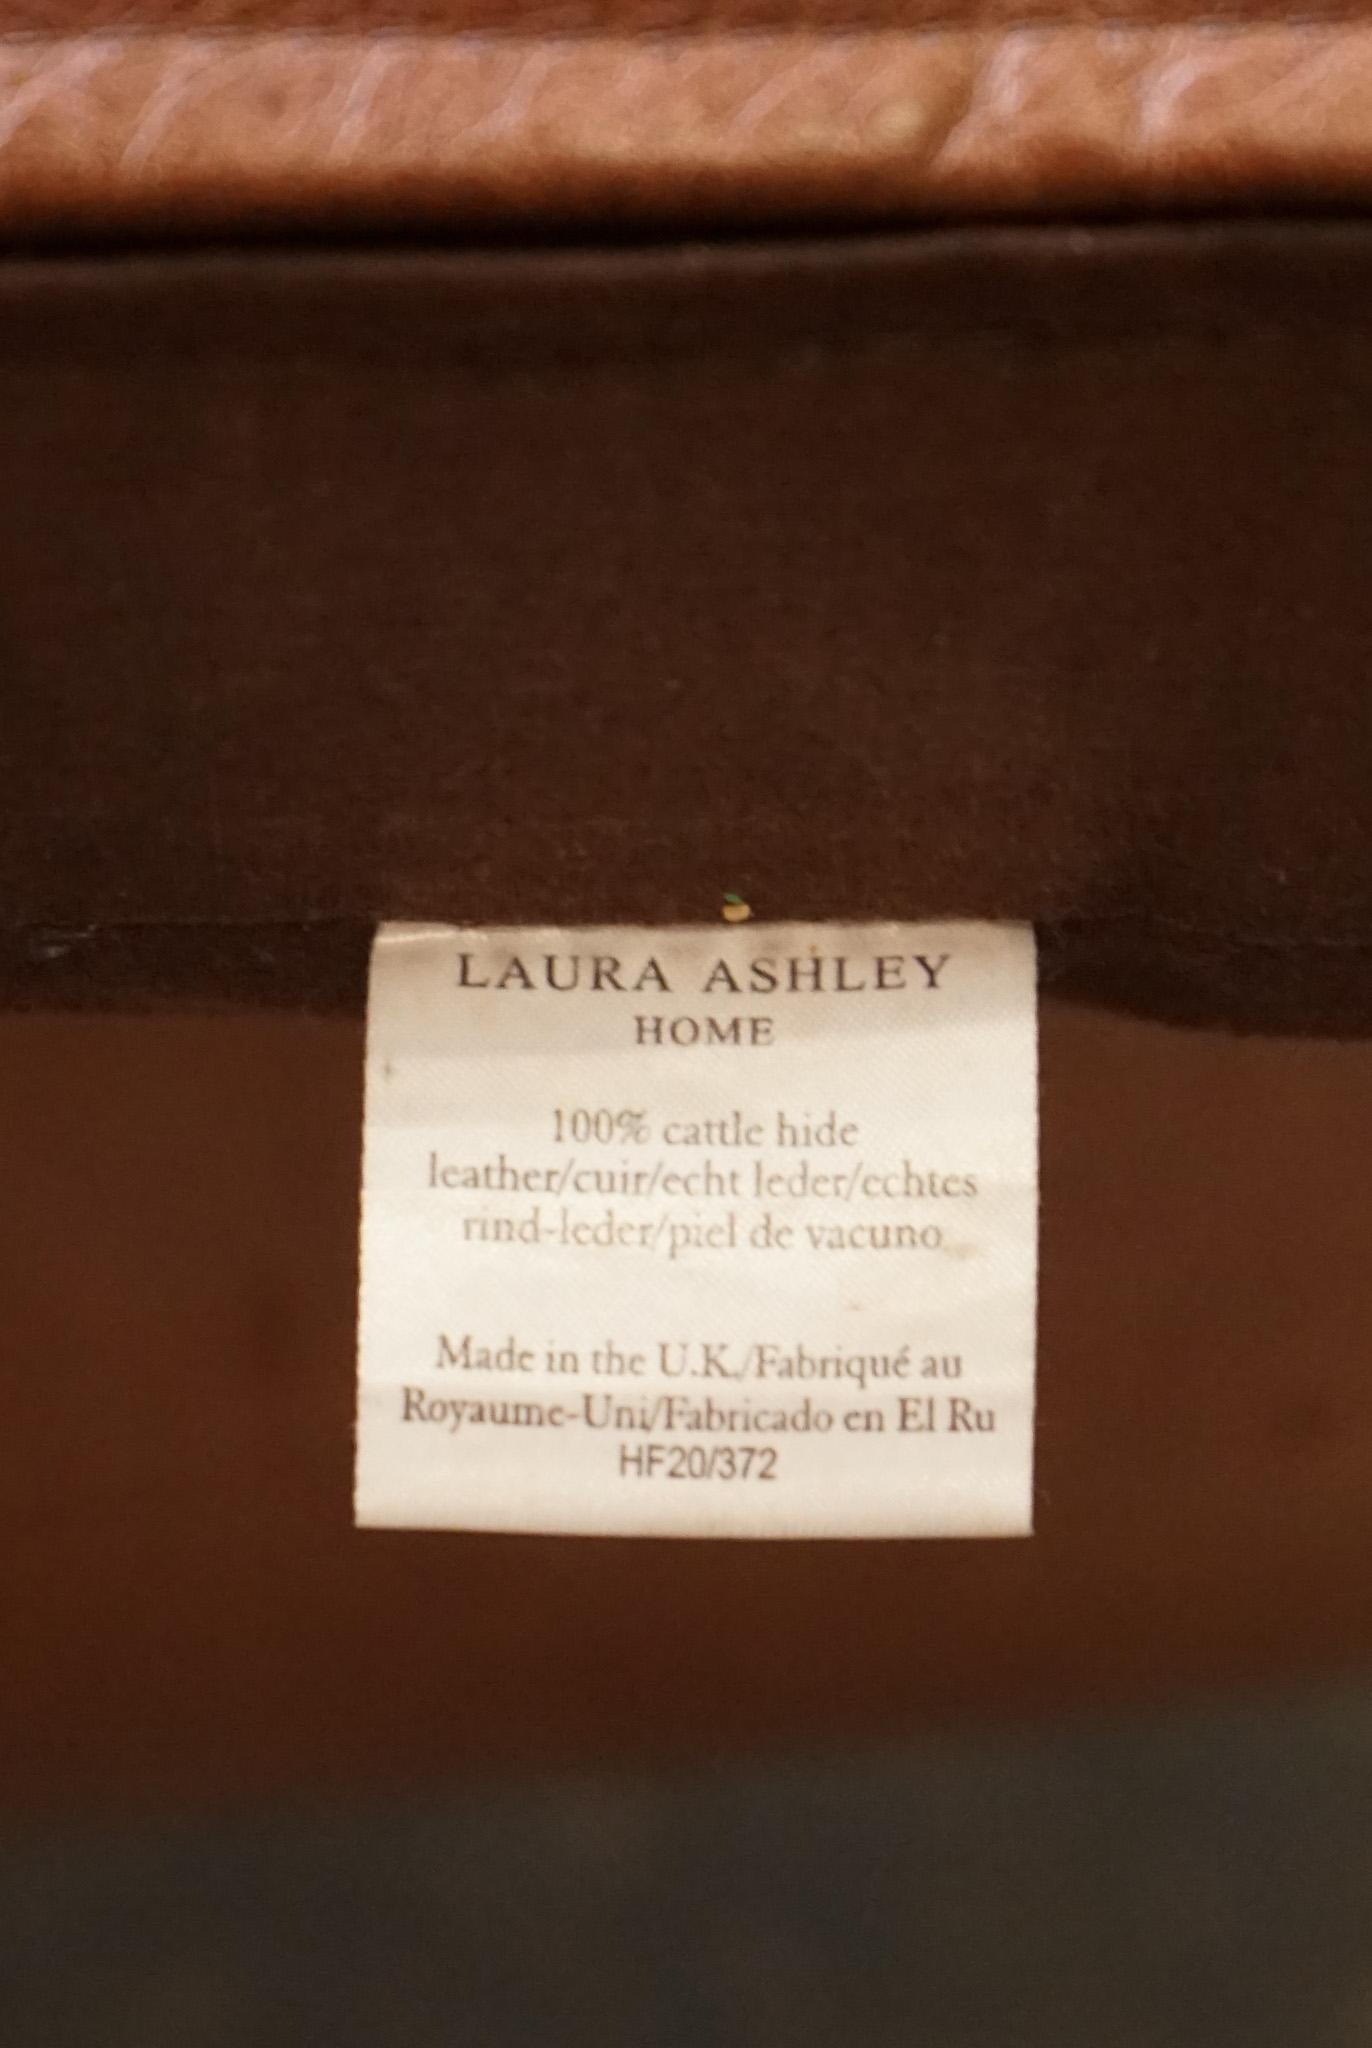 LAURA ASHLEY
HOME
100% cattle hide
leather/cuir/echt leder/echtes
rind-leder/piel de vacuno
Made in the U.K./Fabriqué au
Royaume-Uni/Fabricado en El Ru
HF20/372